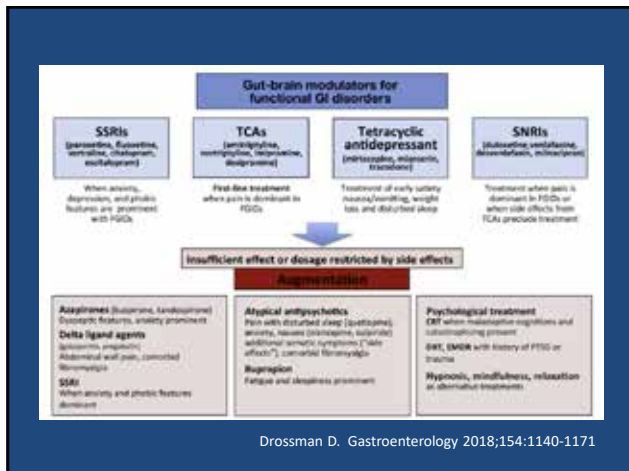 Gut-brain modulators for
functional GI disorders
SSRIs
(paroxetine, fluoxetine,
sertraline, citalopram,
escitalopram)
TCAs
(amitriptyline,
nortriptyline, imipramine,
desipramine)
Tetracyclic
antidepressant
(mirtazapine, mianserin,
trazodone)
SNRIs
(duloxetine, venlafaxine,
desvenlafaxin, milnacipran)
When anxiety,
depression, and phobic
features are prominent
with FGIDs
First-line treatment
when pain is dominant in
FGIDs
Treatment of early satiety
nausea/vomiting, weight
loss and disturbed sleep
Treatment when pain is
dominant in FGIDs or
when side effects from
TCAs preclude treatment
Insufficient effect or dosage restricted by side effects
Augmentation
Azapirones (buspirone, tandospirone)
Dyspeptic features, anxiety prominent
Delta ligand agents
(gabapentin, pregabalin)
Abdominal wall pain, comorbid
fibromyalgia
SSRI
When anxiety and phobic features
dominant
Atypical antipsychotics
Pain with disturbed sleep (quetiapine),
anxiety, nausea (olanzapine, sulpiride)
additional somatic symptoms ("side
effects"), comorbid fibromyalgia
Bupropion
Fatigue and sleepiness prominent
Psychological treatment
CBT when maladaptive cognitions and
catastrophizing present
DBT, EMDR with history of PTSD or
trauma
Hypnosis, mindfulness, relaxation
as alternative treatments
Drossman D. Gastroenterology 2018;154:1140-1171